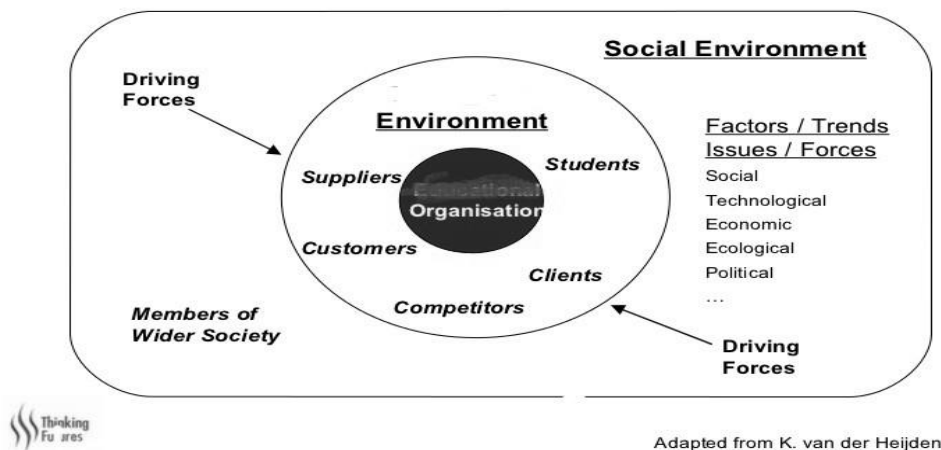 Social Environment
Driving
Forces
Environment
Factors / Trends
Issues / Forces
Social
Technological
Economic
Ecological
Political
…
Students
Suppliers
Educational
Organisation
Customers
Clients
Competitors
Members of
Wider Society
Driving
Forces
Thinking
Adapted from K. van der Heijden